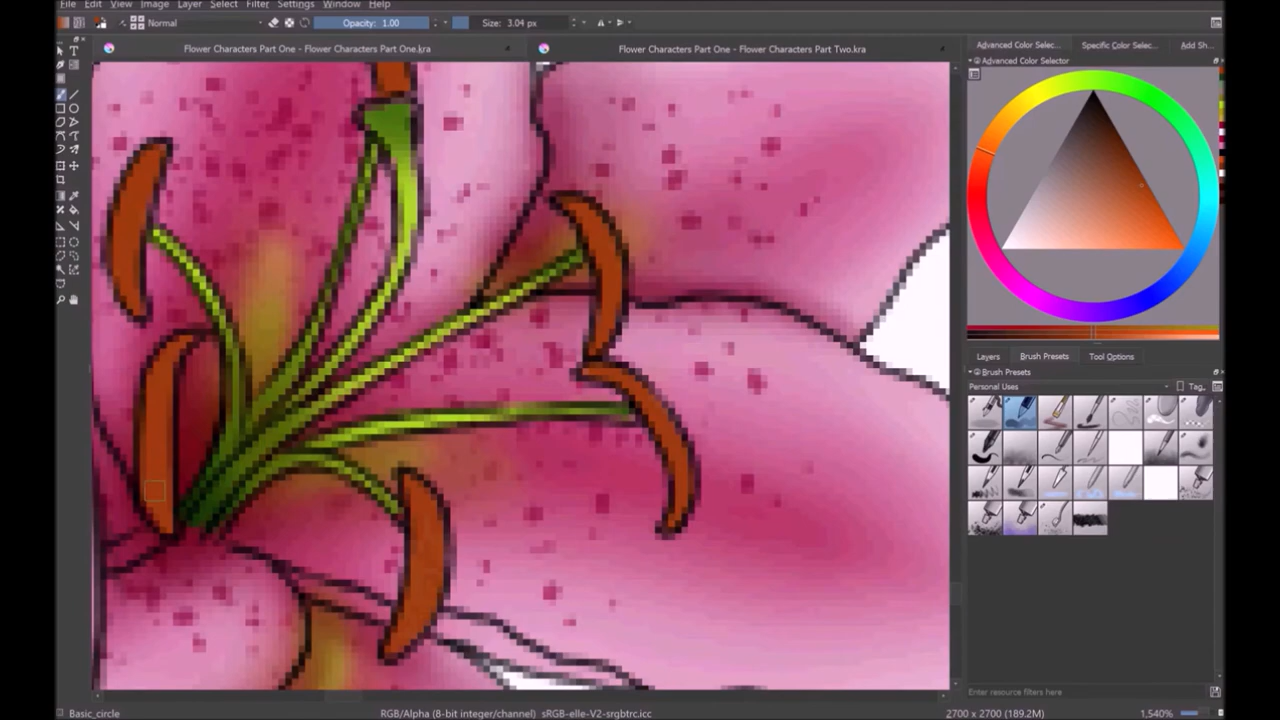 File Edit View Image Layer Select Filter Settings Window Help
Normal Opacity: 1.00 Size: 3.04 px
Flower Characters Part One - Flower Characters Part One.kra
Flower Characters Part One - Flower Characters Part Two.kra
Advanced Color Selec... Specific Color Selec... Add Sh...
Advanced Color Selector
Layers Brush Presets Tool Options
Brush Presets
Personal Uses Tag
Enter resource filters here
Basic_circle RGB/Alpha (8-bit integer/channel) sRGB-elle-V2-srgbtrc.icc 2700 x 2700 (189.2M) 1,540%